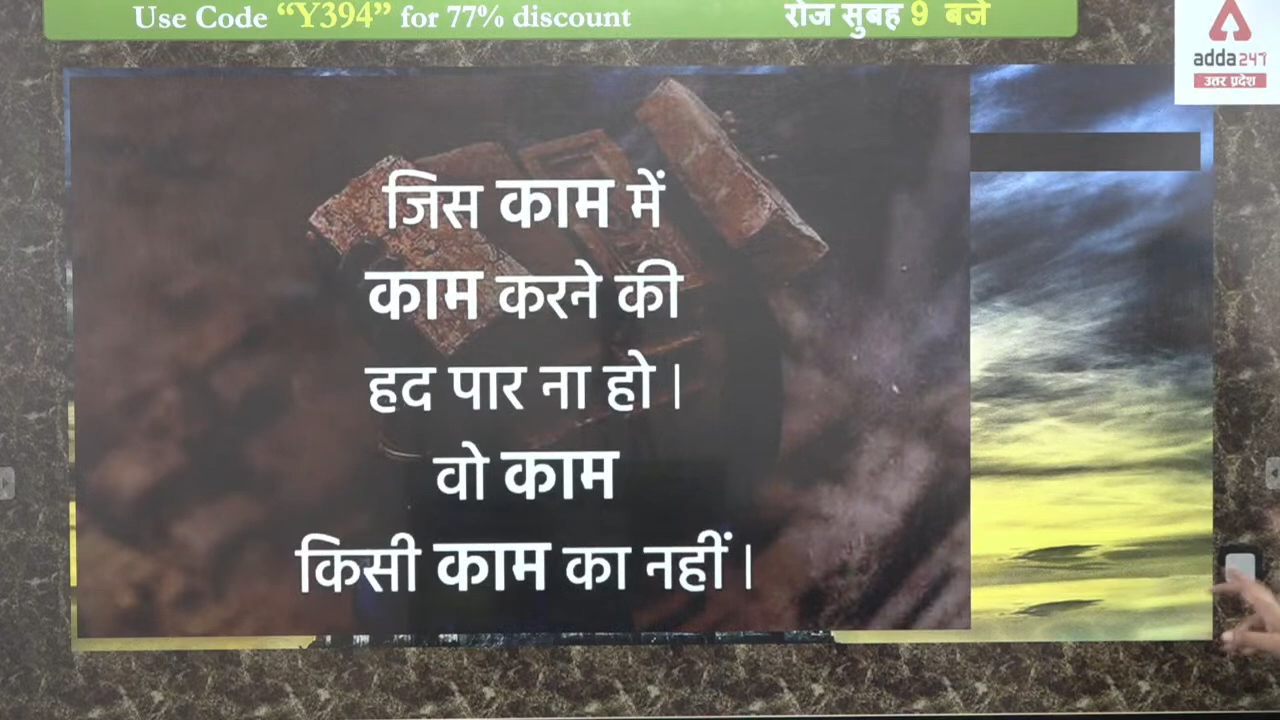 Use Code “Y394” for 77% discount रोज सुबह 9 बजे
adda247
उत्तर प्रदेश
जिस काम में
काम करने की
हद पार ना हो।
वो काम
किसी काम का नहीं।